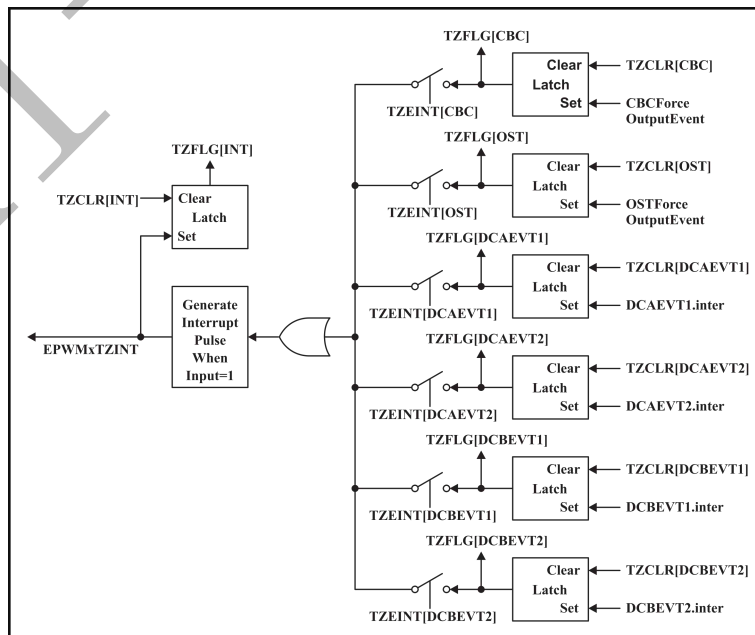 TZFLG[CBC]
Clear
Latch
Set
TZCLR[CBC]
CBCForce
OutputEvent
TZEINT[CBC]
TZFLG[OST]
Clear
Latch
Set
TZCLR[OST]
OSTForce
OutputEvent
TZEINT[OST]
TZFLG[INT]
TZCLR[INT]
Clear
Latch
Set
TZFLG[DCAEVT1]
Clear
Latch
Set
TZCLR[DCAEVT1]
DCAEVT1.inter
TZEINT[DCAEVT1]
Generate
Interrupt
Pulse
When
Input=1
EPWMxTZINT
TZFLG[DCAEVT2]
Clear
Latch
Set
TZCLR[DCAEVT2]
DCAEVT2.inter
TZEINT[DCAEVT2]
TZFLG[DCBEVT1]
Clear
Latch
Set
TZCLR[DCBEVT1]
DCBEVT1.inter
TZEINT[DCBEVT1]
TZFLG[DCBEVT2]
Clear
Latch
Set
TZCLR[DCBEVT2]
DCBEVT2.inter
TZEINT[DCBEVT2]